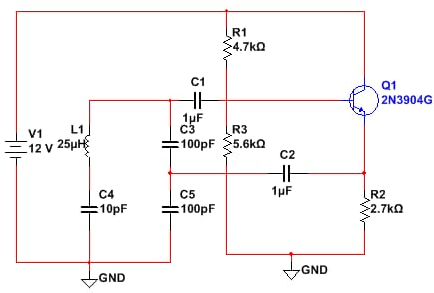 R1
4.7kΩ
Q1
2N3904G
C1
1µF
V1
12 V
L1
25µH
C3
100pF
R3
5.6kΩ
C2
1µF
C4
10pF
C5
100pF
R2
2.7kΩ
GND
GND